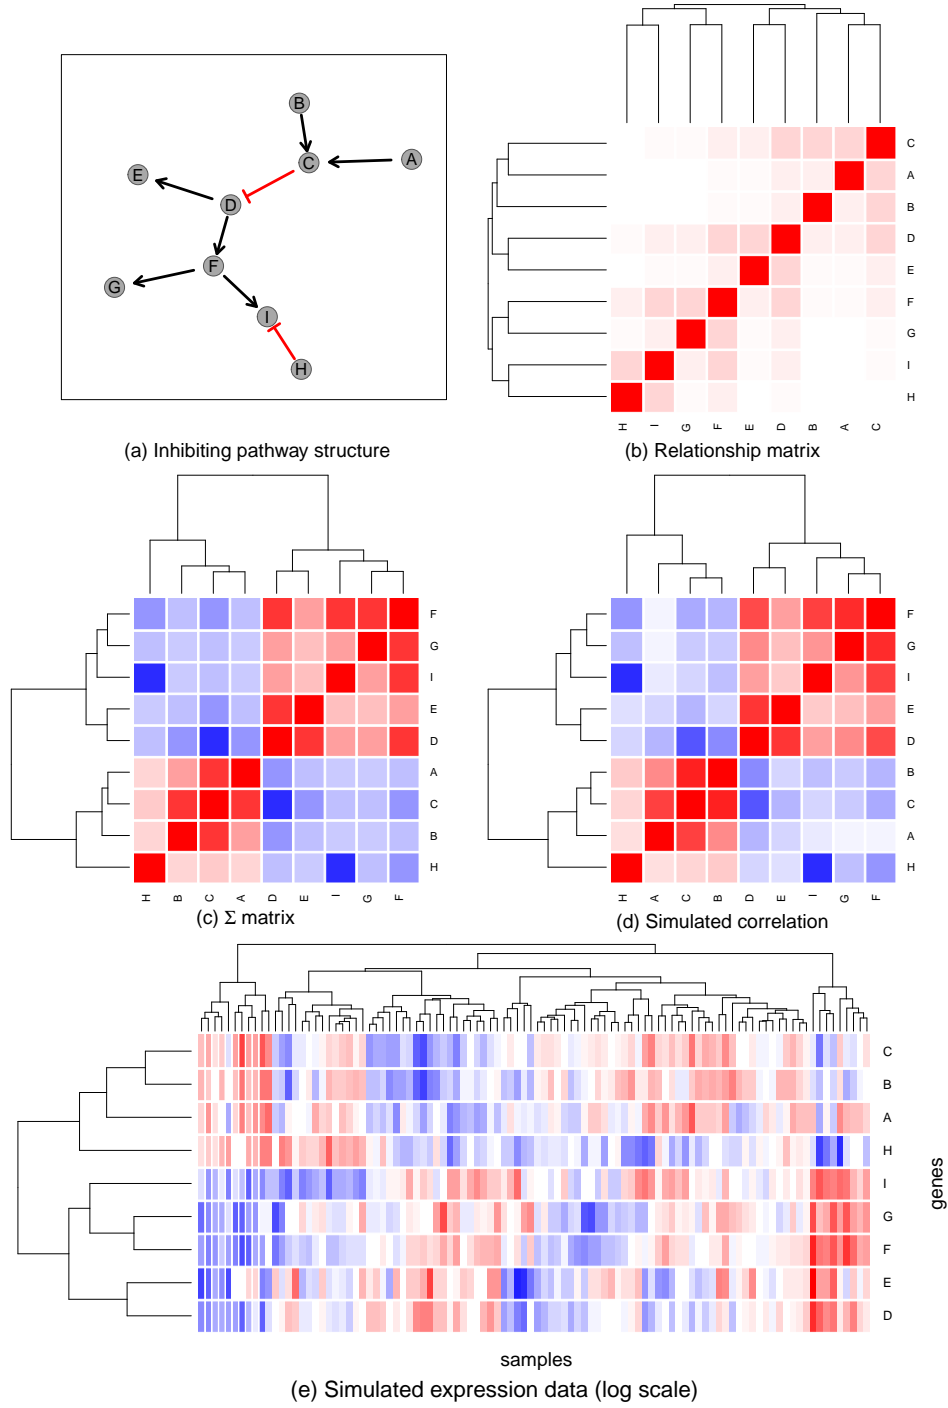 B
A
C
E
D
F
G
I
H
(a) Inhibiting pathway structure
C
A
B
D
E
F
G
I
H
H I G F E D B A C
(b) Relationship matrix
F
G
I
E
D
A
C
B
H
H B C A D E I G F
(c) Σ matrix
F
G
I
E
D
B
C
A
H
H A C B D E I G F
(d) Simulated correlation
C
B
A
H
I
G
F
E
D
genes
samples
(e) Simulated expression data (log scale)